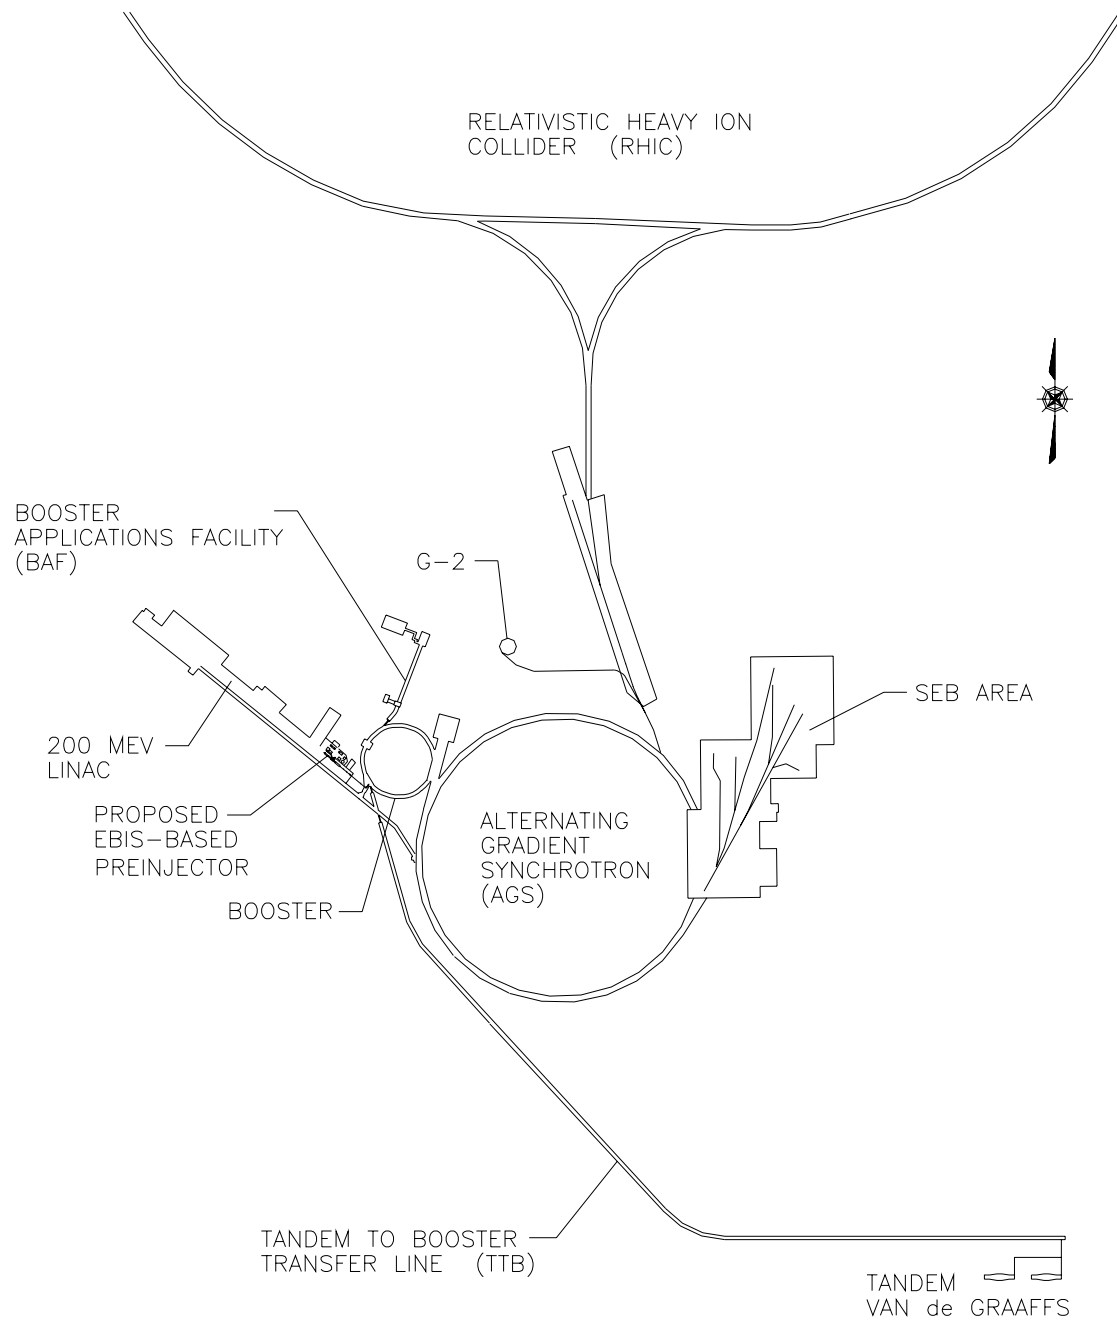 RELATIVISTIC HEAVY ION
COLLIDER (RHIC)
BOOSTER
APPLICATIONS FACILITY
(BAF)
G-2
SEB AREA
200 MEV
LINAC
PROPOSED
EBIS-BASED
PREINJECTOR
ALTERNATING
GRADIENT
SYNCHROTRON
(AGS)
BOOSTER
TANDEM TO BOOSTER
TRANSFER LINE (TTB)
TANDEM
VAN de GRAAFFS